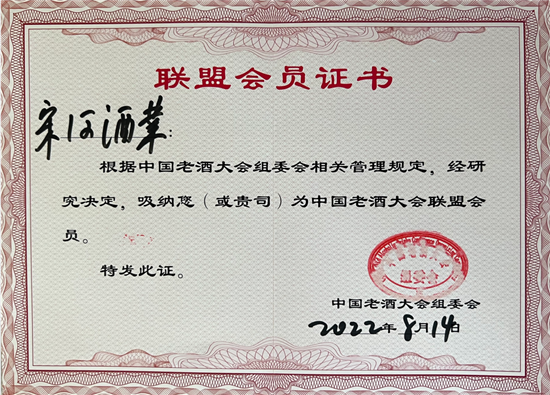 联盟会员证书
宋河酒业:
根据中国老酒大会组委会相关管理规定,经研
究决定,吸纳您(或贵司)为中国老酒大会联盟会
员。
特发此证。
组委会
中国老酒大会组委会
2022年8月14日